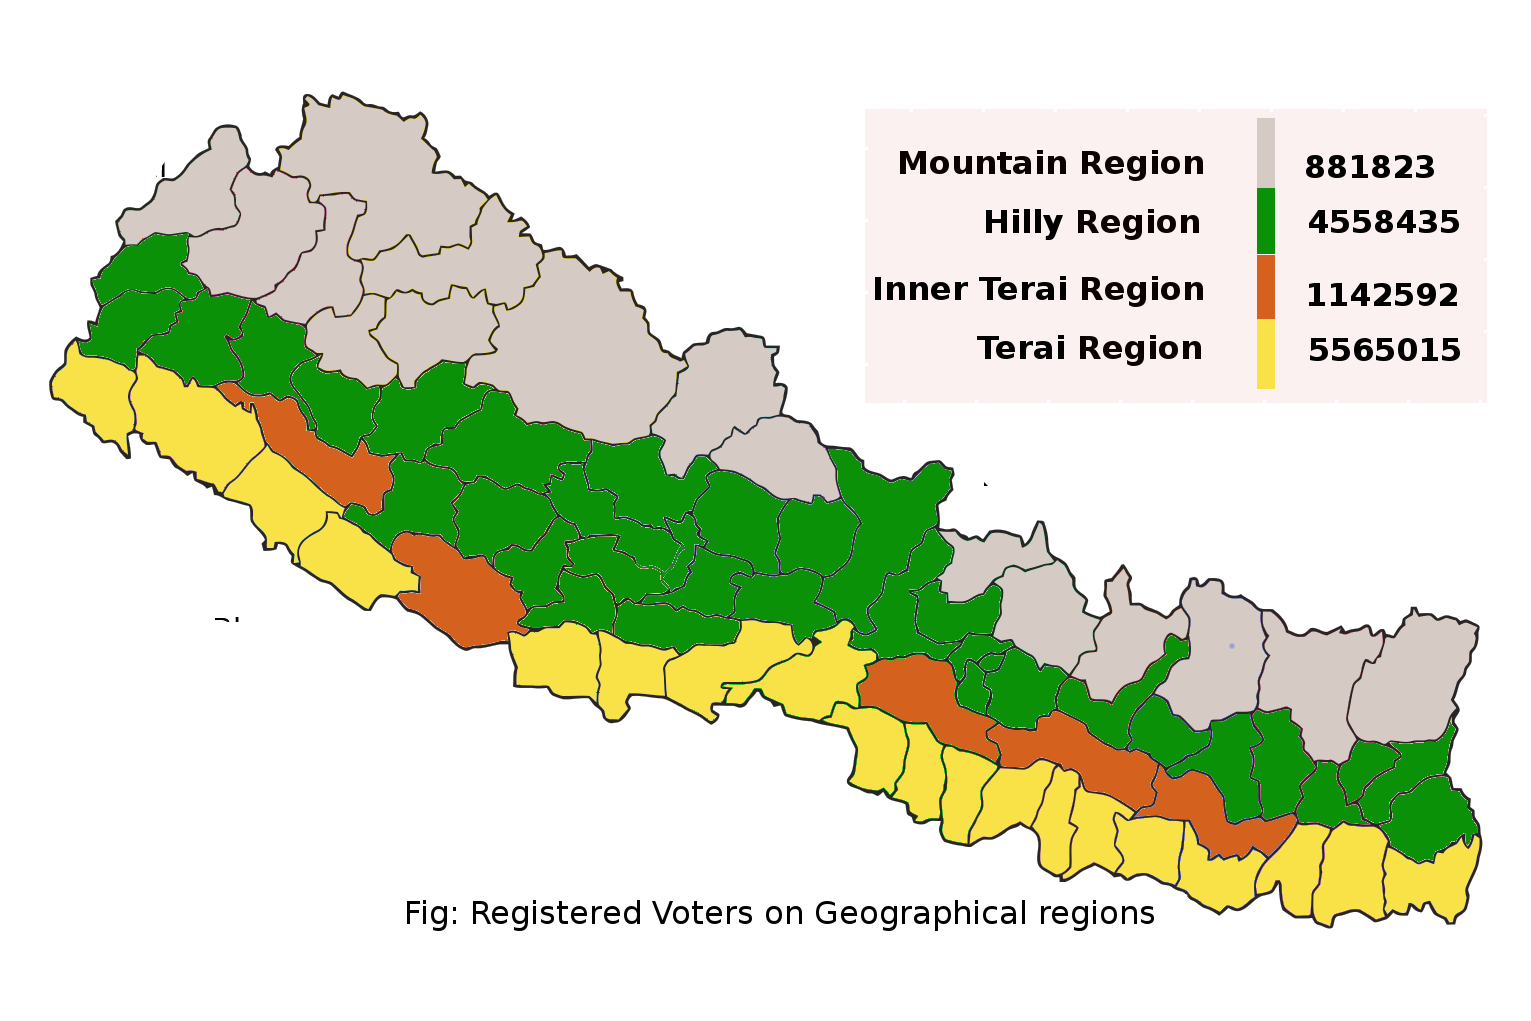 Mountain Region 881823
Hilly Region 4558435
Inner Terai Region 1142592
Terai Region 5565015
Fig: Registered Voters on Geographical regions